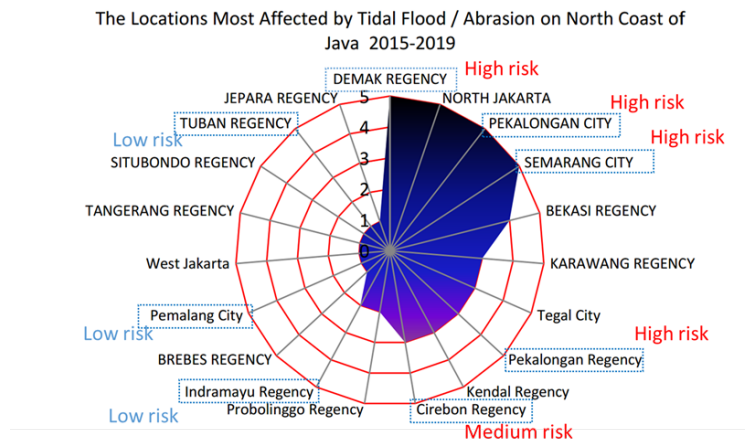 The Locations Most Affected by Tidal Flood / Abrasion on North Coast of
Java 2015-2019
High risk
DEMAK REGENCY
5
JEPARA REGENCY
NORTH JAKARTA
High risk
TUBAN REGENCY
4
PEKALONGAN CITY
Low risk
High risk
3
SITUBONDO REGENCY
SEMARANG CITY
2
TANGERANG REGENCY
1
BEKASI REGENCY
0
West Jakarta
KARAWANG REGENCY
Pemalang City
Tegal City
Low risk
High risk
BREBES REGENCY
Pekalongan Regency
Indramayu Regency
Kendal Regency
Low risk
Probolinggo Regency
Cirebon Regency
Medium risk